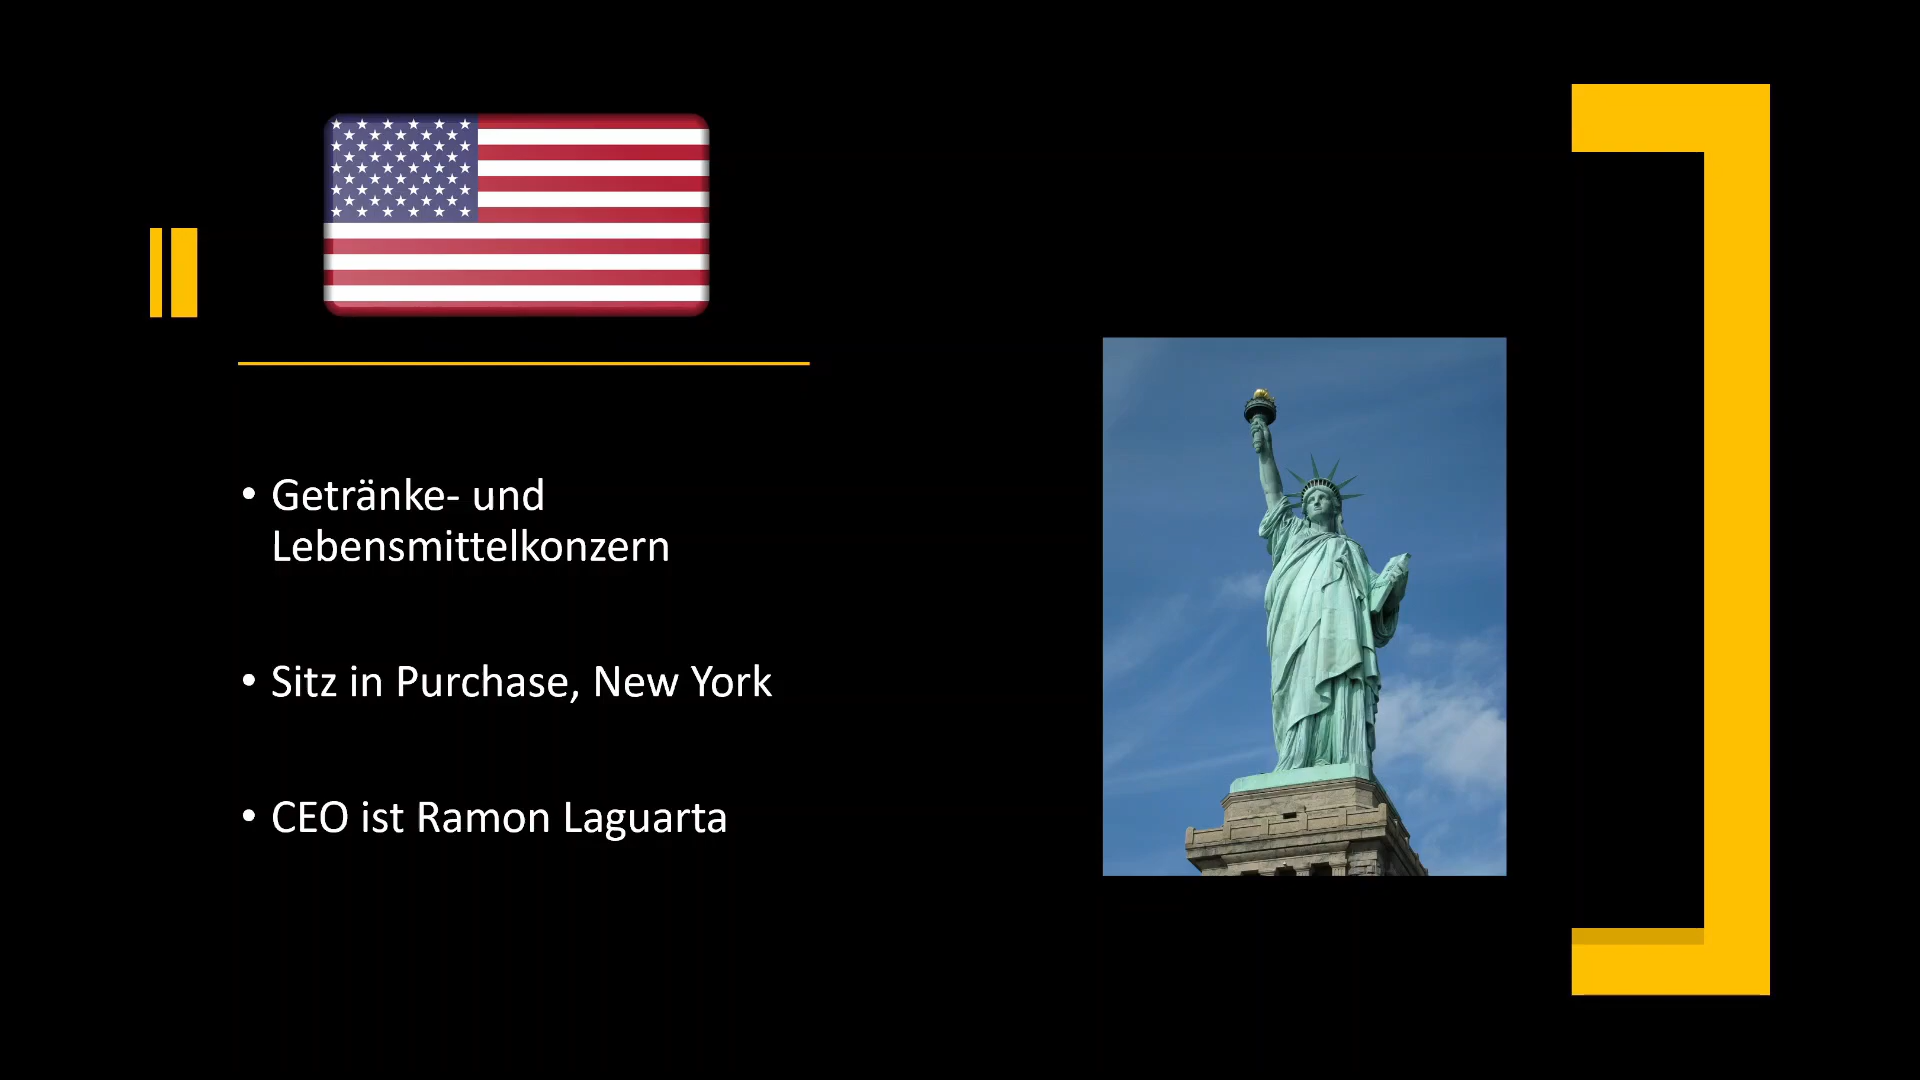 • Getränke- und
Lebensmittelkonzern
• Sitz in Purchase, New York
• CEO ist Ramon Laguarta